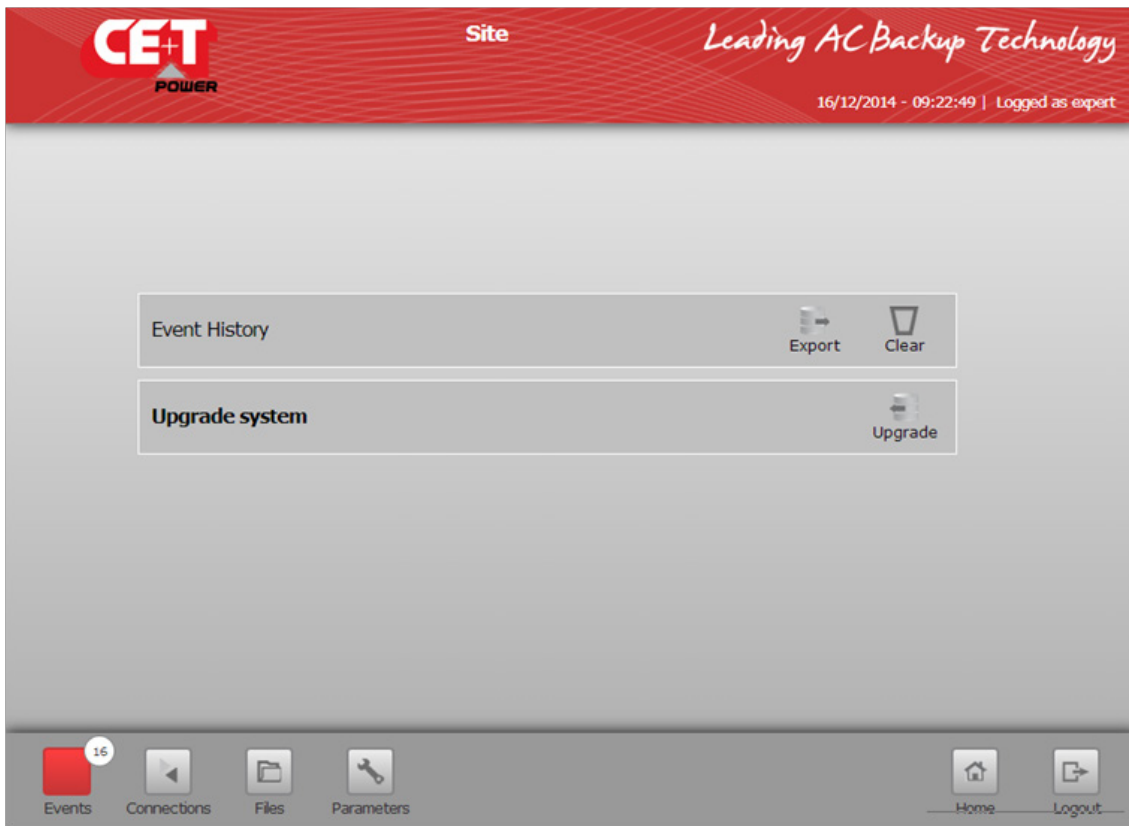 CE+T
POWER
Site
Leading AC Backup Technology
16/12/2014 - 09:22:49 | Logged as expert
Event History
Export
Clear
Upgrade system
Upgrade
16
Events
Connections
Files
Parameters
Home
Logout